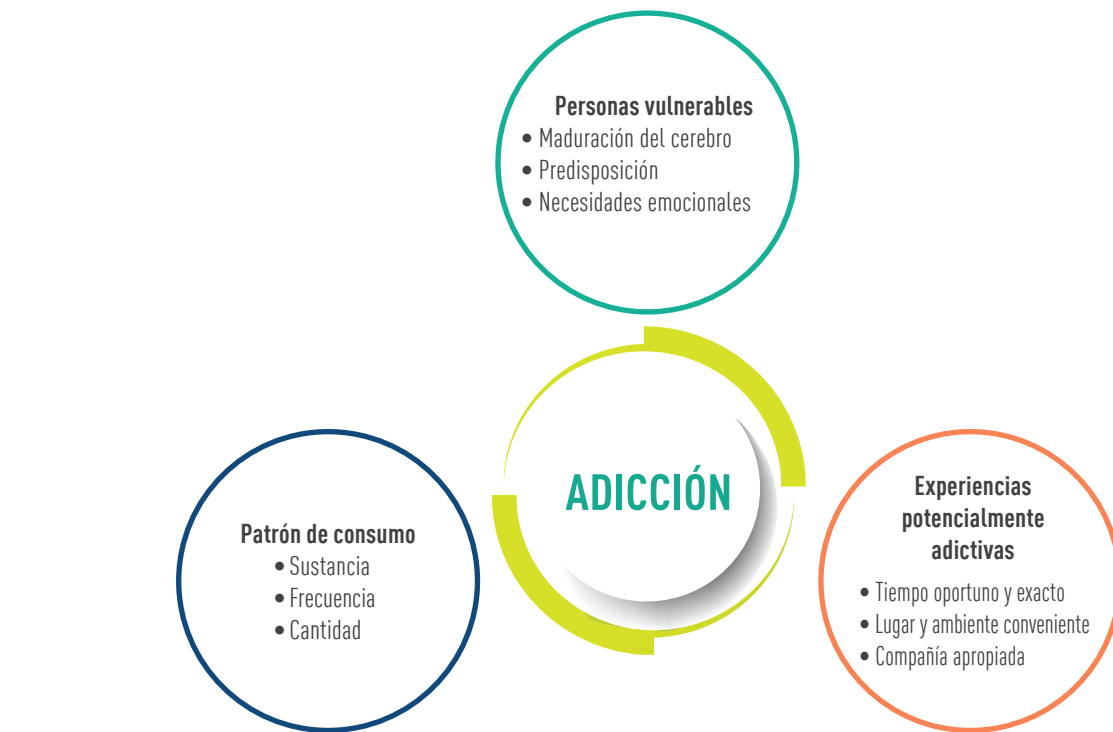 Personas vulnerables
• Maduración del cerebro
• Predisposición
• Necesidades emocionales
ADICCIÓN
Patrón de consumo
• Sustancia
• Frecuencia
• Cantidad
Experiencias
potencialmente
adictivas
• Tiempo oportuno y exacto
• Lugar y ambiente conveniente
• Compañía apropiada